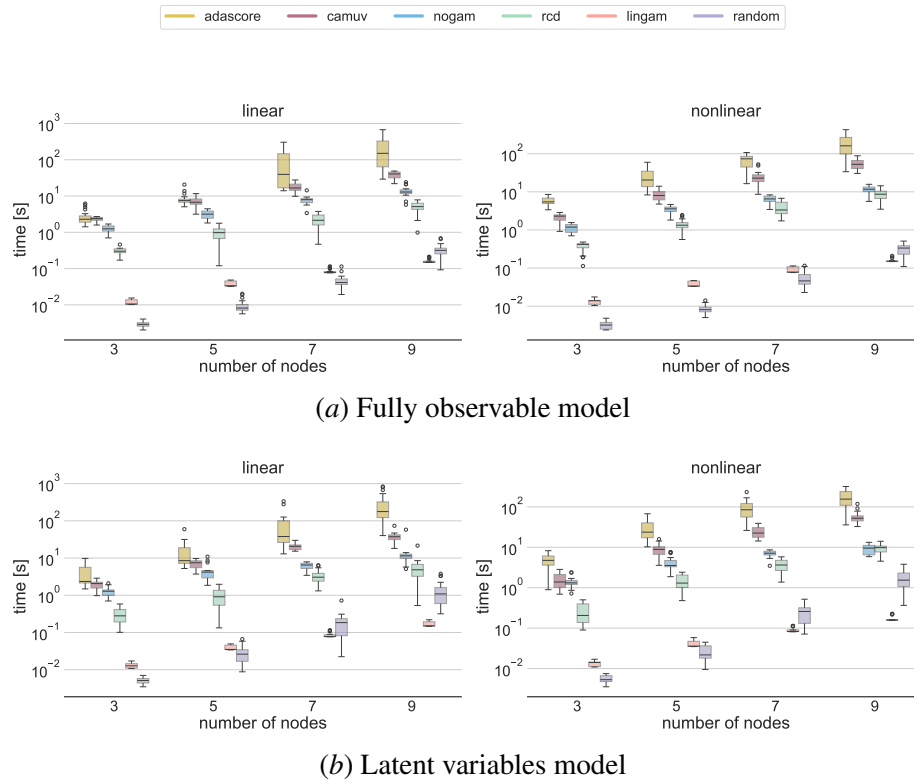 adascore camuv nogam rcd lingam random
linear
nonlinear
time [s]
10^3
10^2
10^1
10^0
10^-1
10^-2
3 5 7 9
number of nodes
time [s]
10^2
10^1
10^0
10^-1
10^-2
3 5 7 9
number of nodes
(a) Fully observable model
linear
nonlinear
time [s]
10^3
10^2
10^1
10^0
10^-1
10^-2
3 5 7 9
number of nodes
time [s]
10^2
10^1
10^0
10^-1
10^-2
3 5 7 9
number of nodes
(b) Latent variables model